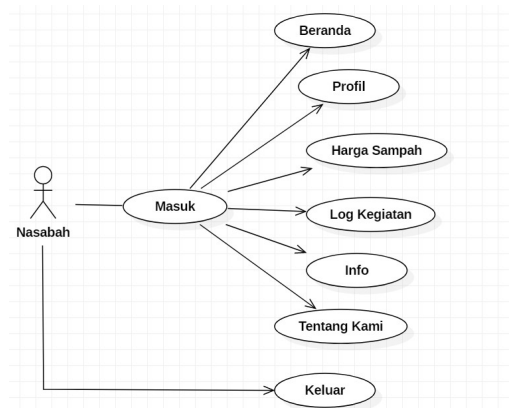 Beranda
Profil
Harga Sampah
Masuk
Log Kegiatan
Nasabah
Info
Tentang Kami
Keluar